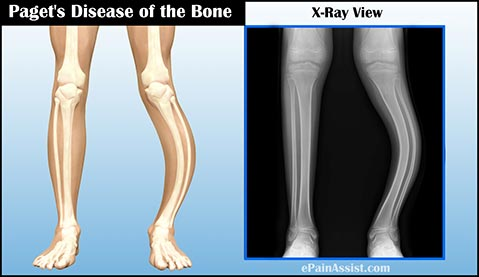 Paget's Disease of the Bone
X-Ray View
ePainAssist.com